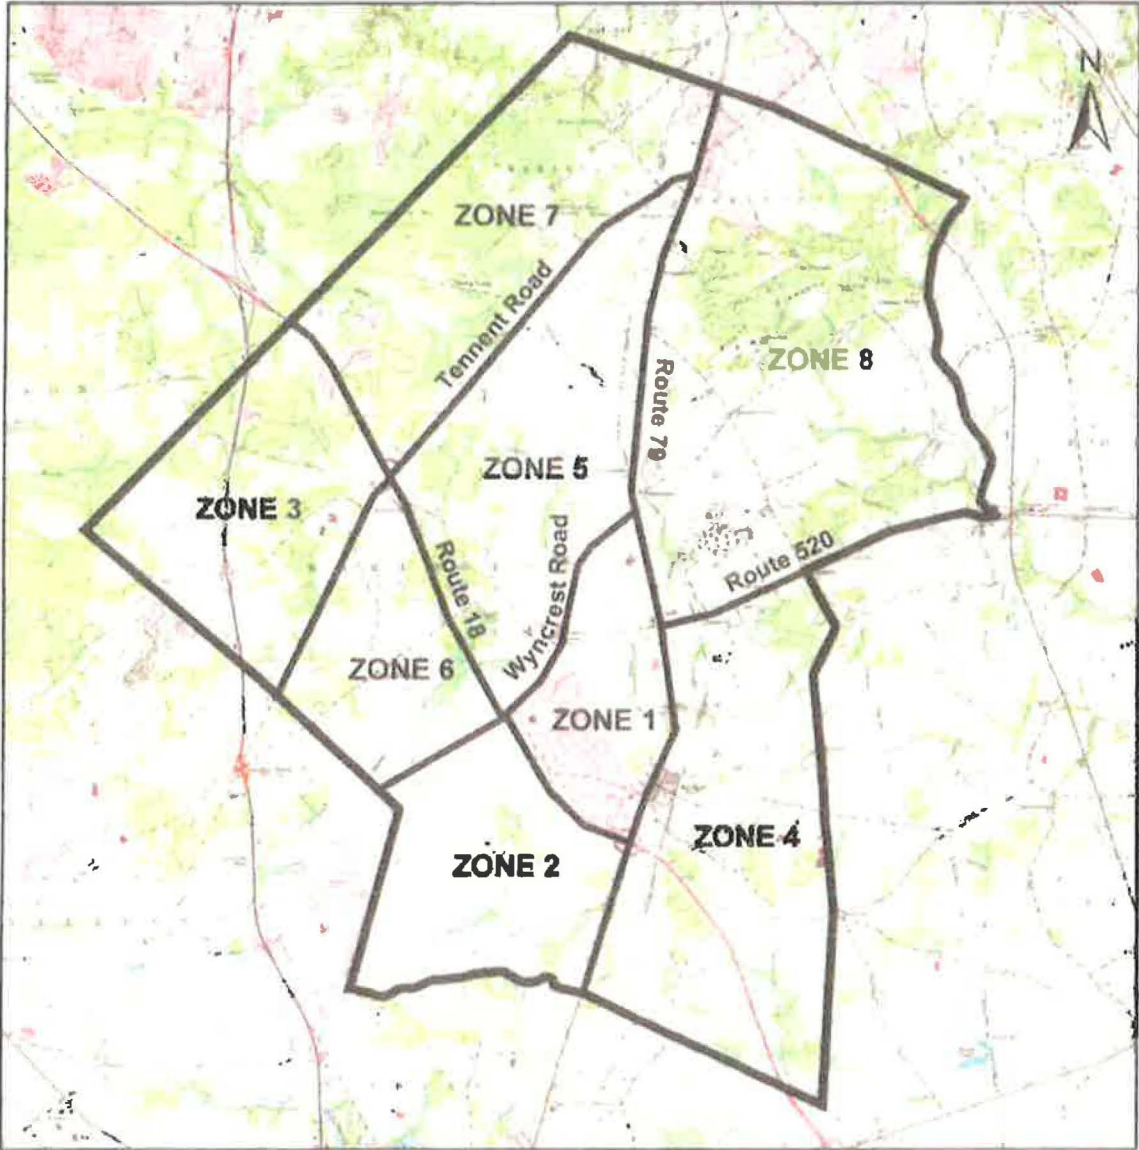 N
ZONE 7
Tennent Road
ZONE 8
Route 79
ZONE 5
ZONE 3
Route 520
Route 18
Wyncrest Road
ZONE 6
ZONE 1
ZONE 4
ZONE 2